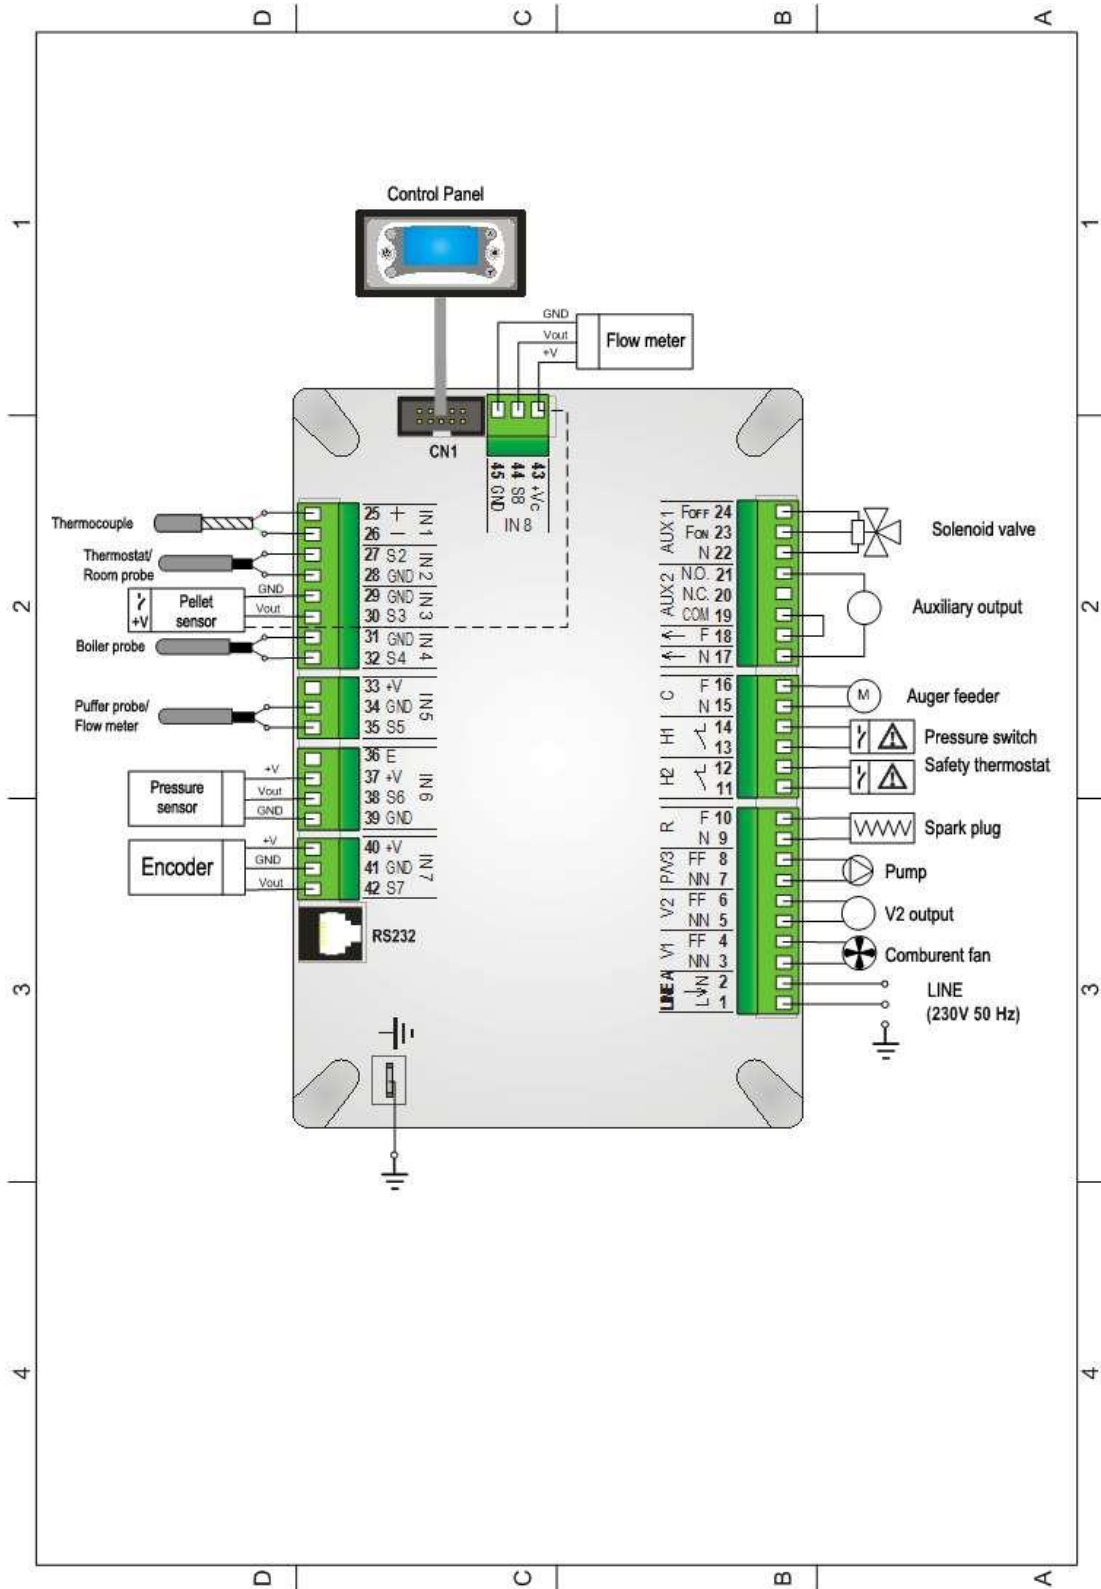 D C B A
1 1
Control Panel
GND
Vout
+V
Flow meter
CN1
45 GND
44 S8
43 +Vc
IN 8
Thermocouple
Thermostat/
Room probe
GND
Pellet
sensor
+V
Vout
Boiler probe
Puffer probe/
Flow meter
+V
Pressure
sensor
Vout
GND
+V
Encoder
GND
Vout
25 +
26 −
IN 1
27 S2
28 GND
IN 2
29 GND
30 S3
IN 3
31 GND
32 S4
IN 4
33 +V
34 GND
35 S5
IN 5
36 E
37 +V
38 S6
39 GND
IN 6
40 +V
41 GND
42 S7
IN 7
RS232
AUX 1
FOFF 24
FON 23
N 22
AUX 2
N.O. 21
N.C. 20
COM 19
F 18
N 17
C
F 16
N 15
H1
14
13
H2
12
11
R
F 10
N 9
P/V3
FF 8
NN 7
V2
FF 6
NN 5
V1
FF 4
NN 3
LINE A
N 2
L 1
Solenoid valve
Auxiliary output
M
Auger feeder
Pressure switch
Safety thermostat
Spark plug
Pump
V2 output
Comburent fan
LINE
(230V 50 Hz)
2 2
3 3
4 4
D C B A